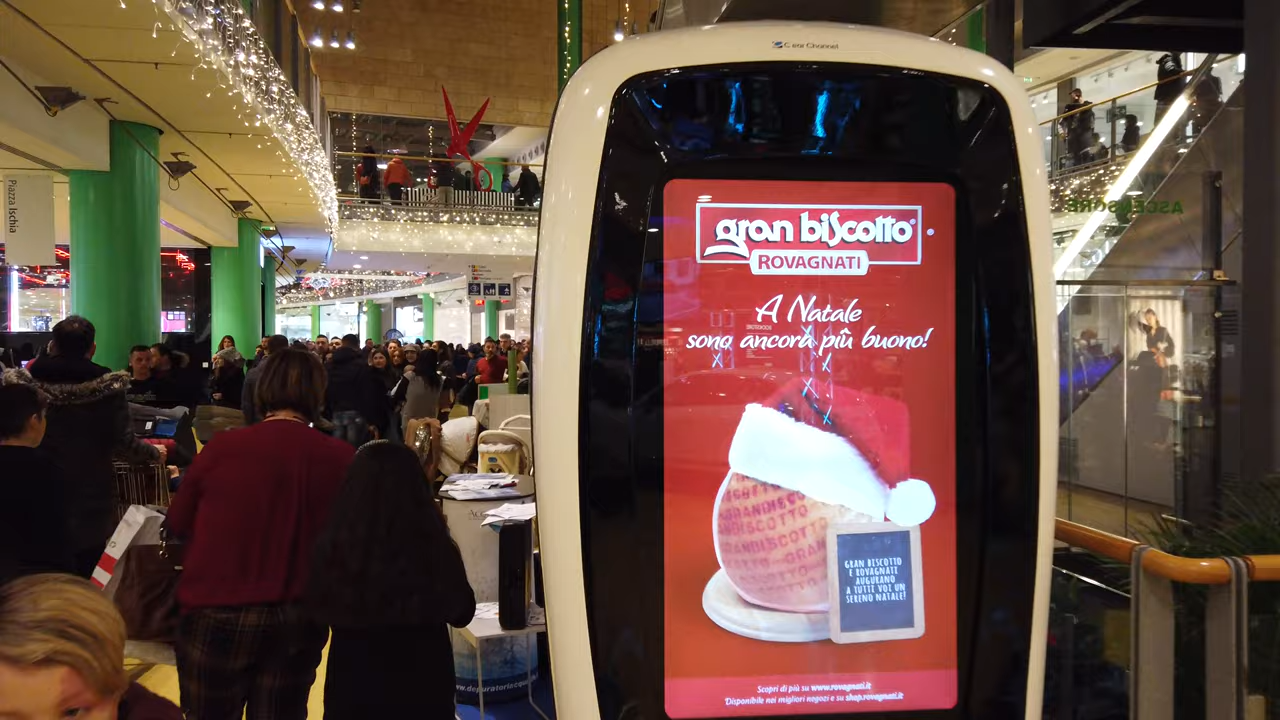 Clear Channel
Piazza Ischia
ASCENSORE
gran biscotto
ROVAGNATI
A Natale
sono ancora più buono!
GRANBISCOTTO
GRAN BISCOTTO
E ROVAGNATI
AUGURANO
A TUTTI VOI UN
SERENO NATALE!
Scopri di più su www.rovagnati.it
*Disponibile nei migliori negozi e su shop.rovagnati.it